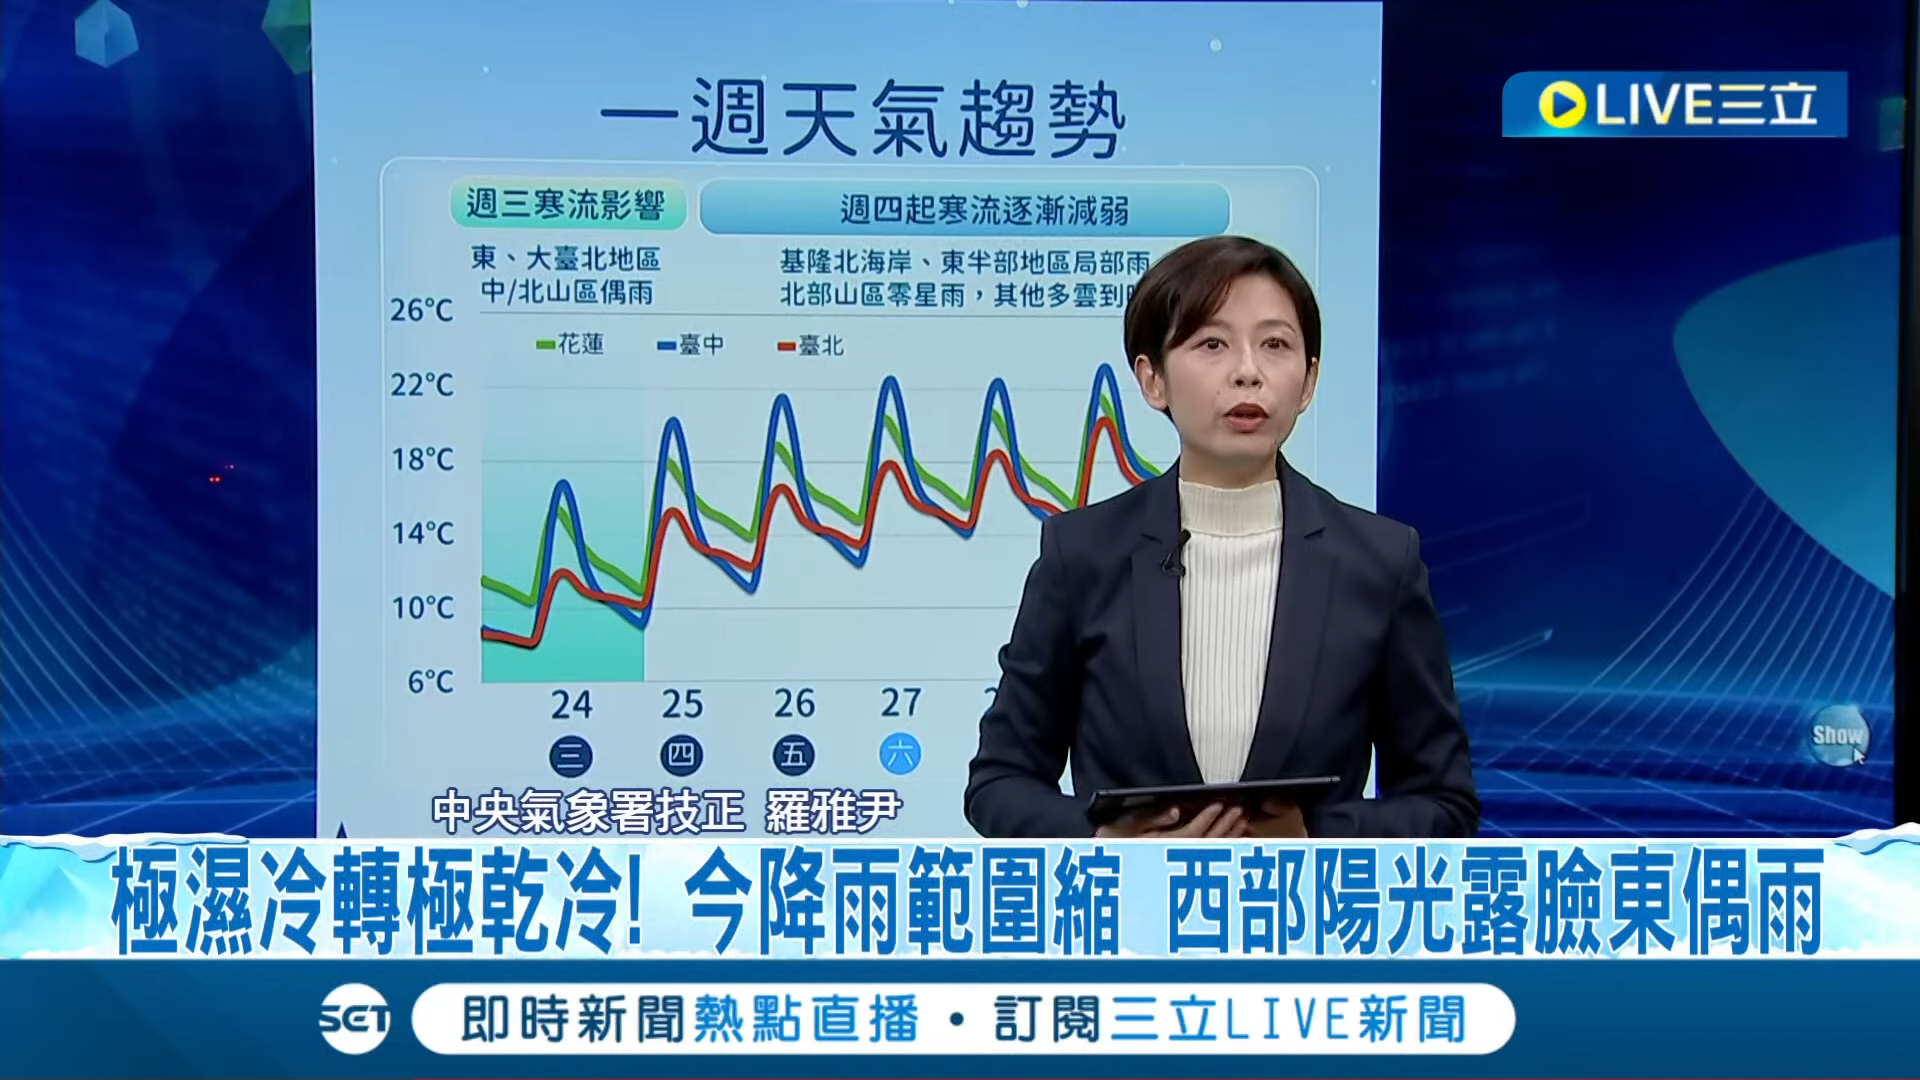 一週天氣趨勢
LIVE三立
週三寒流影響
週四起寒流逐漸減弱
東、大臺北地區
中/北山區偶雨
基隆北海岸、東半部地區局部雨
北部山區零星雨，其他多雲到
26°C
花蓮 臺中 臺北
22°C
18°C
14°C
10°C
6°C
24 25 26 27
三 四 五 六
Show
中央氣象署技正 羅雅尹
極濕冷轉極乾冷! 今降雨範圍縮 西部陽光露臉東偶雨
SET 即時新聞熱點直播・訂閱三立LIVE新聞